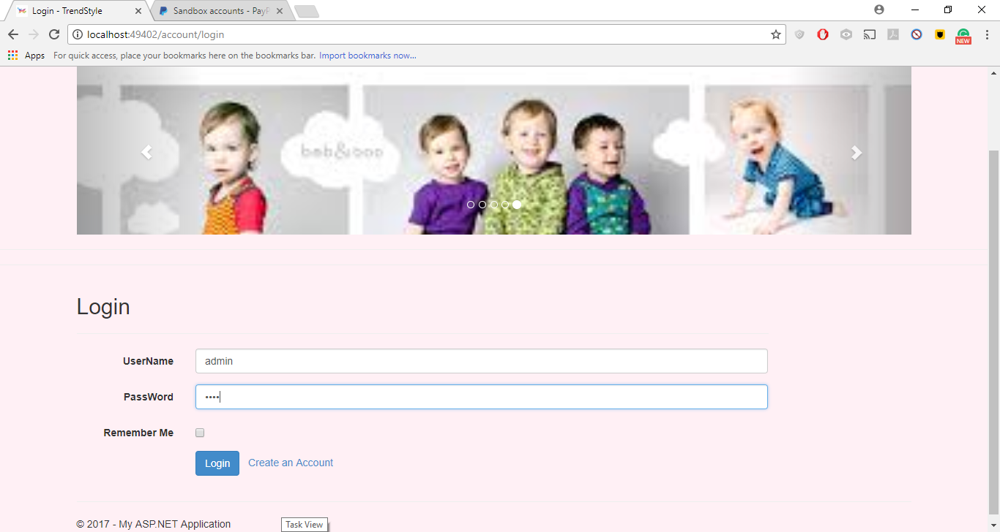 Login - TrendStyle
Sandbox accounts - PayP
localhost:49402/account/login
NEW
Apps
For quick access, place your bookmarks here on the bookmarks bar. Import bookmarks now...
Login
UserName
admin
PassWord
••••
Remember Me
Login
Create an Account
© 2017 - My ASP.NET Application
Task View